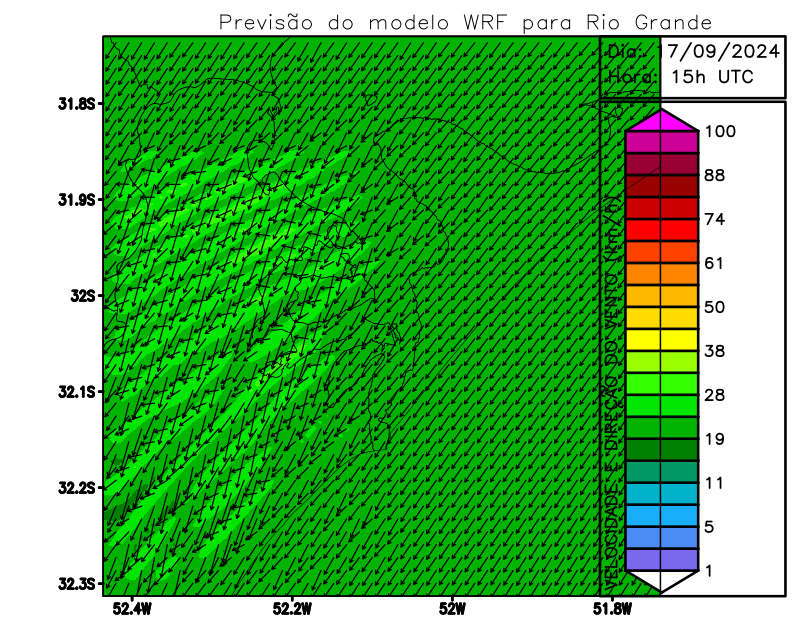 Previsão do modelo WRF para Rio Grande
Dia: 17/09/2024
Hora: 15h UTC
31.8S
31.9S
32S
32.1S
32.2S
32.3S
52.4W
52.2W
52W
51.8W
VELOCIDADE E DIREÇÃO DO VENTO (km/h)
100
88
74
61
50
38
28
19
11
5
1